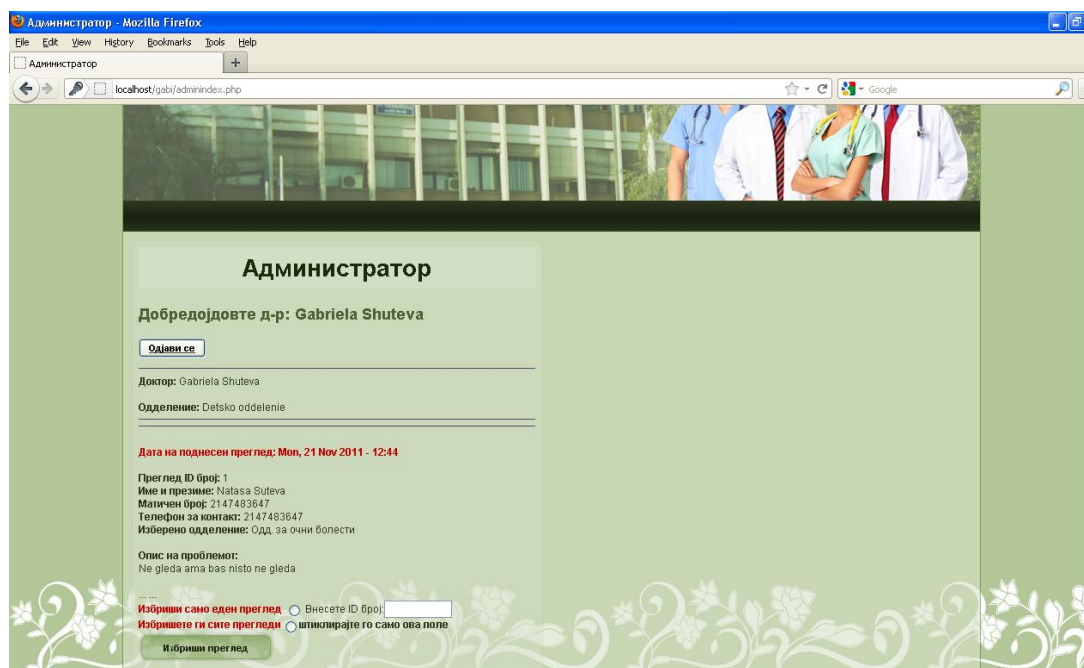 Администратор - Mozilla Firefox
File Edit View History Bookmarks Tools Help
Администратор +
localhost/gabi/adminindex.php
Google
Администратор
Добредојдовте д-р: Gabriela Shuteva
Одјави се
Доктор: Gabriela Shuteva
Одделение: Detsko oddelenie
Дата на поднесен преглед: Mon, 21 Nov 2011 - 12:44
Преглед ID број: 1
Име и презиме: Natasa Suteva
Матичен број: 2147483647
Телефон за контакт: 2147483647
Изберено одделение: Одд. за очни болести
Опис на проблемот:
Ne gleda ama bas nisto ne gleda
... ...
Избриши само еден преглед Внесете ID број:
Избришете ги сите прегледи штиклирајте го само ова поле
Избриши преглед